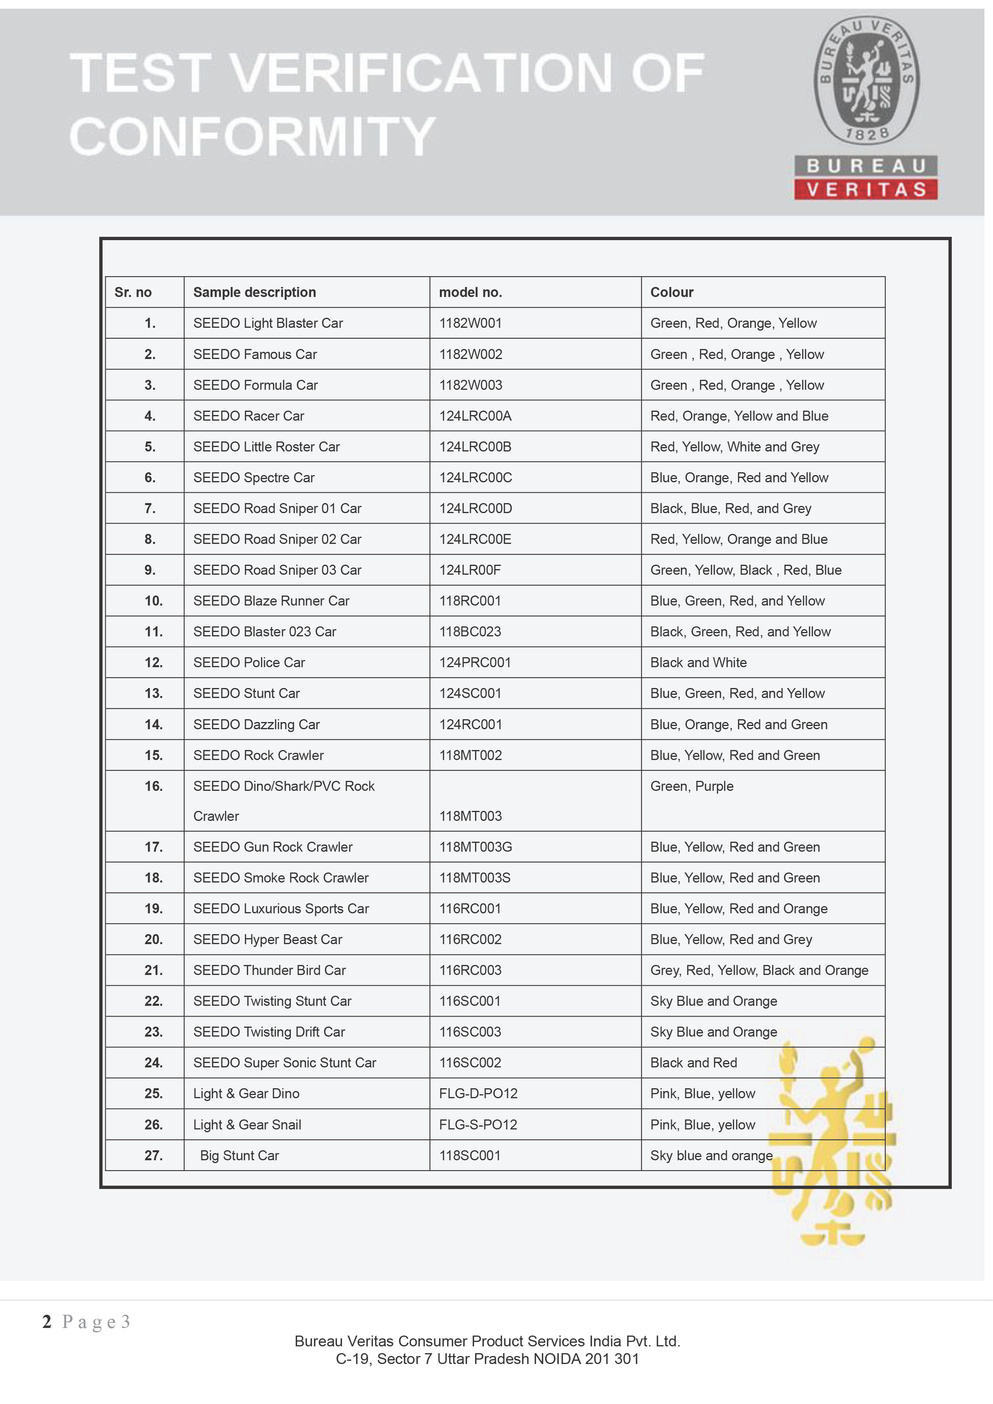 TEST VERIFICATION OF
CONFORMITY
BUREAU VERITAS
1828
BUREAU
VERITAS
Sr. no Sample description model no. Colour
1. SEEDO Light Blaster Car 1182W001 Green, Red, Orange, Yellow
2. SEEDO Famous Car 1182W002 Green , Red, Orange , Yellow
3. SEEDO Formula Car 1182W003 Green , Red, Orange , Yellow
4. SEEDO Racer Car 124LRC00A Red, Orange, Yellow and Blue
5. SEEDO Little Roster Car 124LRC00B Red, Yellow, White and Grey
6. SEEDO Spectre Car 124LRC00C Blue, Orange, Red and Yellow
7. SEEDO Road Sniper 01 Car 124LRC00D Black, Blue, Red, and Grey
8. SEEDO Road Sniper 02 Car 124LRC00E Red, Yellow, Orange and Blue
9. SEEDO Road Sniper 03 Car 124LR00F Green, Yellow, Black , Red, Blue
10. SEEDO Blaze Runner Car 118RC001 Blue, Green, Red, and Yellow
11. SEEDO Blaster 023 Car 118BC023 Black, Green, Red, and Yellow
12. SEEDO Police Car 124PRC001 Black and White
13. SEEDO Stunt Car 124SC001 Blue, Green, Red, and Yellow
14. SEEDO Dazzling Car 124RC001 Blue, Orange, Red and Green
15. SEEDO Rock Crawler 118MT002 Blue, Yellow, Red and Green
16. SEEDO Dino/Shark/PVC Rock Green, Purple
Crawler 118MT003
17. SEEDO Gun Rock Crawler 118MT003G Blue, Yellow, Red and Green
18. SEEDO Smoke Rock Crawler 118MT003S Blue, Yellow, Red and Green
19. SEEDO Luxurious Sports Car 116RC001 Blue, Yellow, Red and Orange
20. SEEDO Hyper Beast Car 116RC002 Blue, Yellow, Red and Grey
21. SEEDO Thunder Bird Car 116RC003 Grey, Red, Yellow, Black and Orange
22. SEEDO Twisting Stunt Car 116SC001 Sky Blue and Orange
23. SEEDO Twisting Drift Car 116SC003 Sky Blue and Orange
24. SEEDO Super Sonic Stunt Car 116SC002 Black and Red
25. Light & Gear Dino FLG-D-PO12 Pink, Blue, yellow
26. Light & Gear Snail FLG-S-PO12 Pink, Blue, yellow
27. Big Stunt Car 118SC001 Sky blue and orange
2 Page3
Bureau Veritas Consumer Product Services India Pvt. Ltd.
C-19, Sector 7 Uttar Pradesh NOIDA 201 301